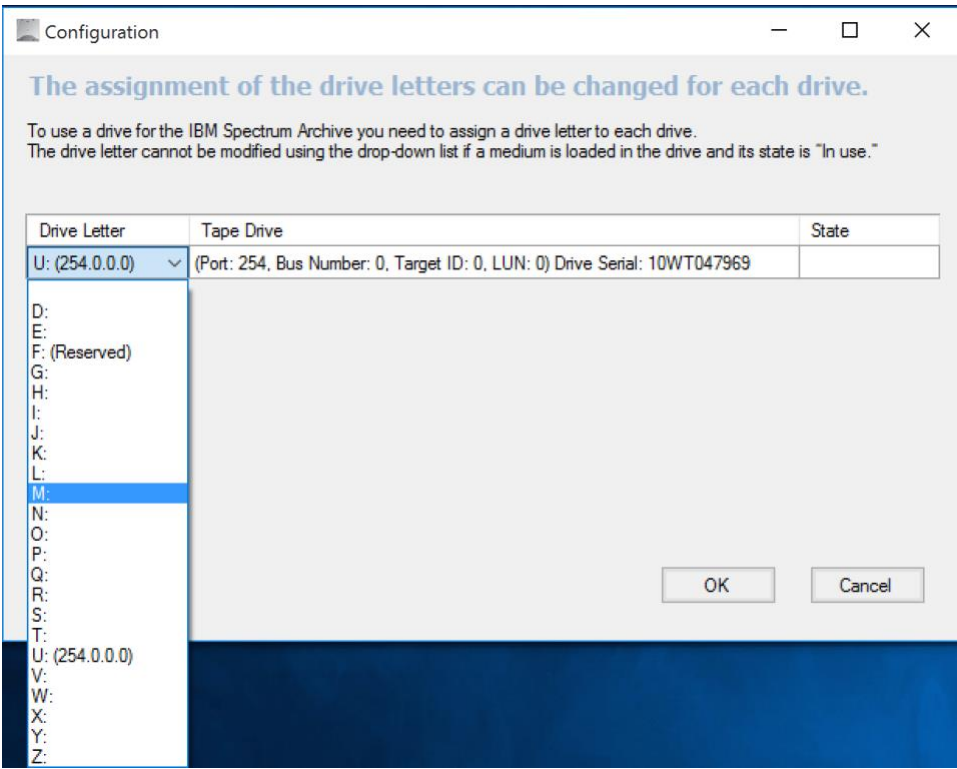 Configuration
The assignment of the drive letters can be changed for each drive.
To use a drive for the IBM Spectrum Archive you need to assign a drive letter to each drive.
The drive letter cannot be modified using the drop-down list if a medium is loaded in the drive and its state is "In use."
Drive Letter Tape Drive State
U: (254.0.0.0) (Port: 254, Bus Number: 0, Target ID: 0, LUN: 0) Drive Serial: 10WT047969
D:
E:
F: (Reserved)
G:
H:
I:
J:
K:
L:
M:
N:
O:
P:
Q:
R:
S:
T:
U: (254.0.0.0)
V:
W:
X:
Y:
Z:
OK Cancel